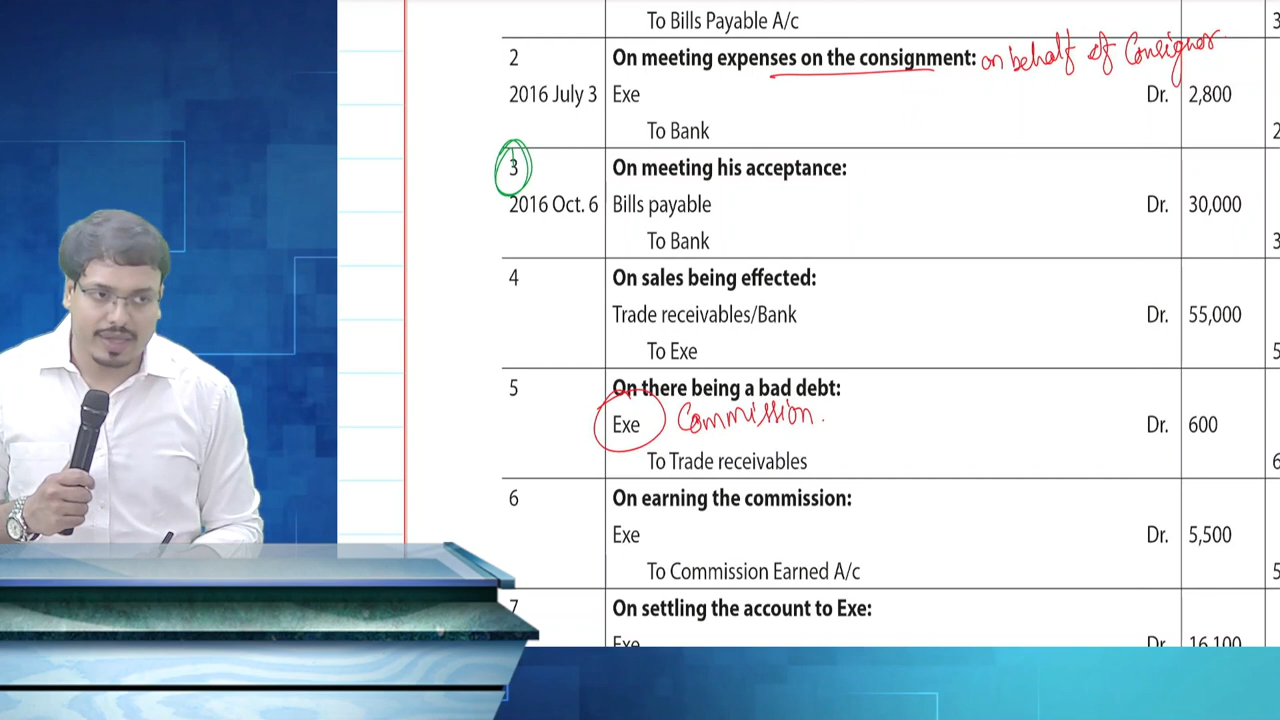 To Bills Payable A/c 3
2 On meeting expenses on the consignment: on behalf of Consignor
2016 July 3 Exe Dr. 2,800
To Bank 2
3 On meeting his acceptance:
2016 Oct. 6 Bills payable Dr. 30,000
To Bank 3
4 On sales being effected:
Trade receivables/Bank Dr. 55,000
To Exe 5
5 On there being a bad debt:
Exe Commission. Dr. 600
To Trade receivables 6
6 On earning the commission:
Exe Dr. 5,500
To Commission Earned A/c 5
7 On settling the account to Exe:
Exe Dr. 16,100